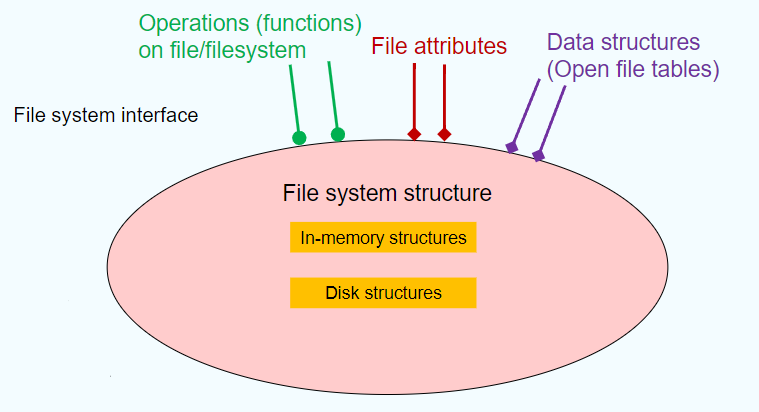 Operations (functions)
on file/filesystem
File attributes
Data structures
(Open file tables)
File system interface
File system structure
In-memory structures
Disk structures